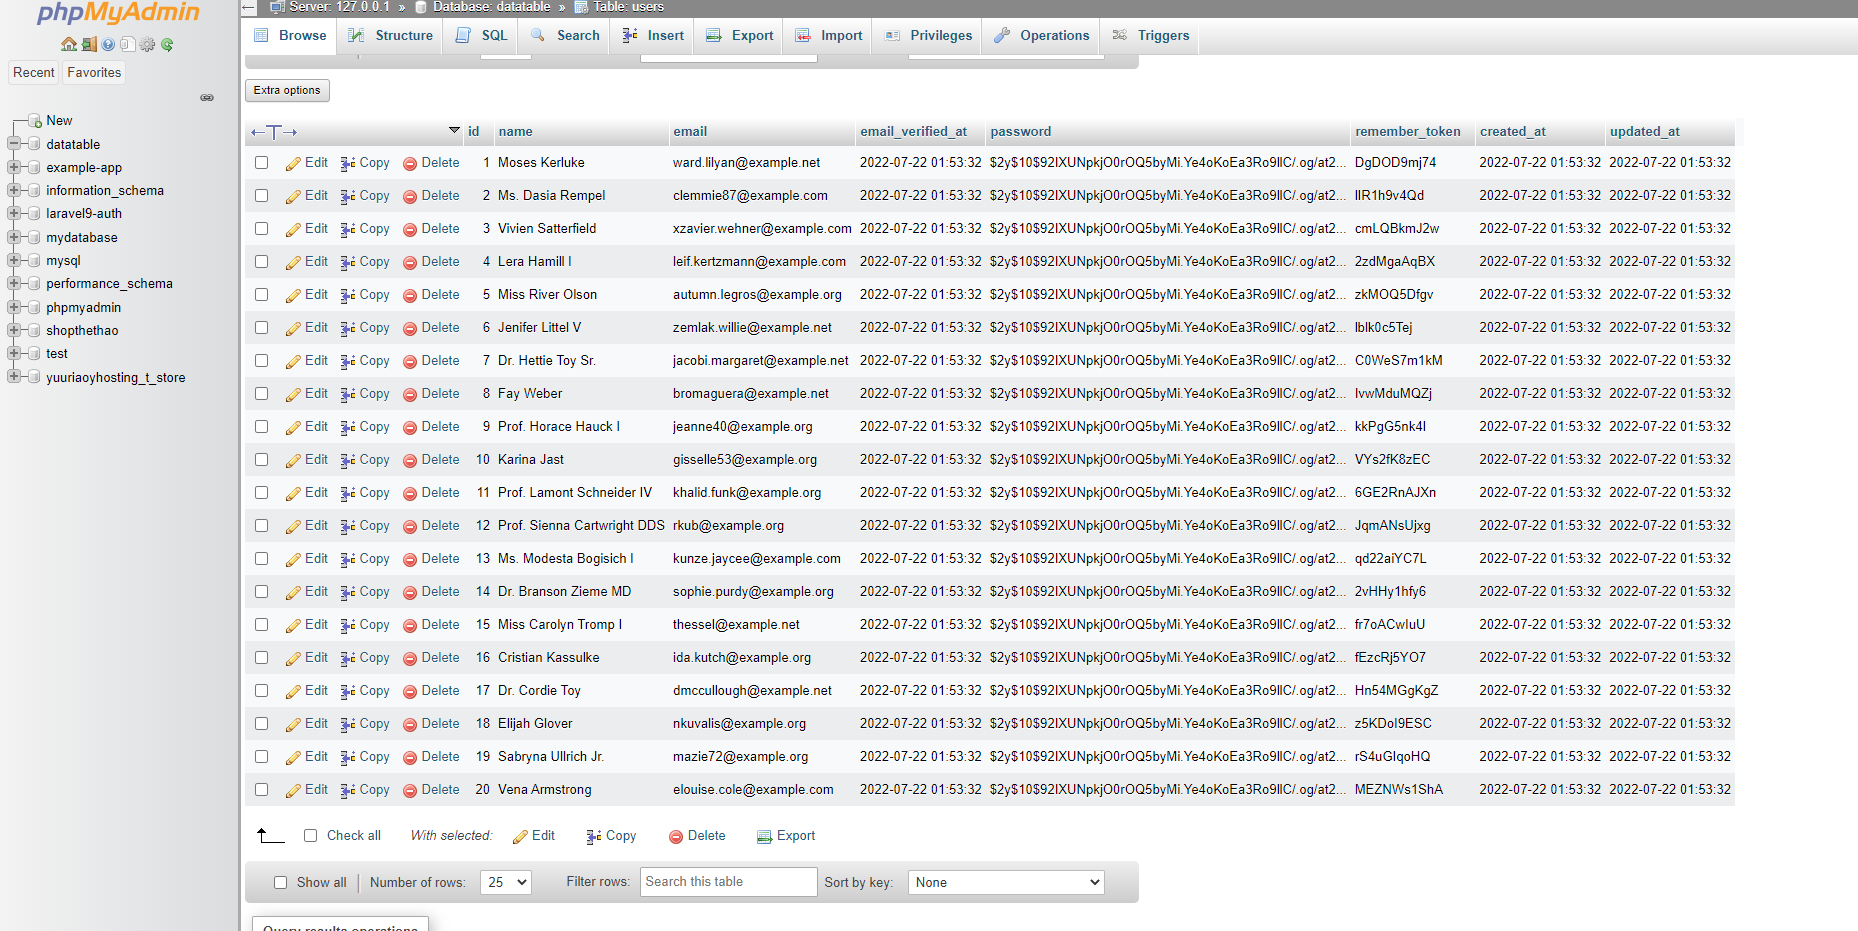 phpMyAdmin
Recent Favorites
New
datatable
example-app
information_schema
laravel9-auth
mydatabase
mysql
performance_schema
phpmyadmin
shopthethao
test
yuuriaoyhosting_t_store
Server: 127.0.0.1 » Database: datatable » Table: users
Browse Structure SQL Search Insert Export Import Privileges Operations Triggers
Extra options
id name email email_verified_at password remember_token created_at updated_at
Edit Copy Delete 1 Moses Kerluke ward.lilyan@example.net 2022-07-22 01:53:32 $2y$10$92IXUNpkjO0rOQ5byMi.Ye4oKoEa3Ro9llC/.og/at2... DgDOD9mj74 2022-07-22 01:53:32 2022-07-22 01:53:32
Edit Copy Delete 2 Ms. Dasia Rempel clemmie87@example.com 2022-07-22 01:53:32 $2y$10$92IXUNpkjO0rOQ5byMi.Ye4oKoEa3Ro9llC/.og/at2... lIR1h9v4Qd 2022-07-22 01:53:32 2022-07-22 01:53:32
Edit Copy Delete 3 Vivien Satterfield xzavier.wehner@example.com 2022-07-22 01:53:32 $2y$10$92IXUNpkjO0rOQ5byMi.Ye4oKoEa3Ro9llC/.og/at2... cmLQBkmJ2w 2022-07-22 01:53:32 2022-07-22 01:53:32
Edit Copy Delete 4 Lera Hamill I leif.kertzmann@example.com 2022-07-22 01:53:32 $2y$10$92IXUNpkjO0rOQ5byMi.Ye4oKoEa3Ro9llC/.og/at2... 2zdMgaAqBX 2022-07-22 01:53:32 2022-07-22 01:53:32
Edit Copy Delete 5 Miss River Olson autumn.legros@example.org 2022-07-22 01:53:32 $2y$10$92IXUNpkjO0rOQ5byMi.Ye4oKoEa3Ro9llC/.og/at2... zkMOQ5Dfgv 2022-07-22 01:53:32 2022-07-22 01:53:32
Edit Copy Delete 6 Jenifer Littel V zemlak.willie@example.net 2022-07-22 01:53:32 $2y$10$92IXUNpkjO0rOQ5byMi.Ye4oKoEa3Ro9llC/.og/at2... lblk0c5Tej 2022-07-22 01:53:32 2022-07-22 01:53:32
Edit Copy Delete 7 Dr. Hettie Toy Sr. jacobi.margaret@example.net 2022-07-22 01:53:32 $2y$10$92IXUNpkjO0rOQ5byMi.Ye4oKoEa3Ro9llC/.og/at2... C0WeS7m1kM 2022-07-22 01:53:32 2022-07-22 01:53:32
Edit Copy Delete 8 Fay Weber bromaguera@example.net 2022-07-22 01:53:32 $2y$10$92IXUNpkjO0rOQ5byMi.Ye4oKoEa3Ro9llC/.og/at2... IvwMduMQZj 2022-07-22 01:53:32 2022-07-22 01:53:32
Edit Copy Delete 9 Prof. Horace Hauck I jeanne40@example.org 2022-07-22 01:53:32 $2y$10$92IXUNpkjO0rOQ5byMi.Ye4oKoEa3Ro9llC/.og/at2... kkPgG5nk4I 2022-07-22 01:53:32 2022-07-22 01:53:32
Edit Copy Delete 10 Karina Jast gisselle53@example.org 2022-07-22 01:53:32 $2y$10$92IXUNpkjO0rOQ5byMi.Ye4oKoEa3Ro9llC/.og/at2... VYs2fK8zEC 2022-07-22 01:53:32 2022-07-22 01:53:32
Edit Copy Delete 11 Prof. Lamont Schneider IV khalid.funk@example.org 2022-07-22 01:53:32 $2y$10$92IXUNpkjO0rOQ5byMi.Ye4oKoEa3Ro9llC/.og/at2... 6GE2RnAJXn 2022-07-22 01:53:32 2022-07-22 01:53:32
Edit Copy Delete 12 Prof. Sienna Cartwright DDS rkub@example.org 2022-07-22 01:53:32 $2y$10$92IXUNpkjO0rOQ5byMi.Ye4oKoEa3Ro9llC/.og/at2... JqmANsUjxg 2022-07-22 01:53:32 2022-07-22 01:53:32
Edit Copy Delete 13 Ms. Modesta Bogisich I kunze.jaycee@example.com 2022-07-22 01:53:32 $2y$10$92IXUNpkjO0rOQ5byMi.Ye4oKoEa3Ro9llC/.og/at2... qd22aiYC7L 2022-07-22 01:53:32 2022-07-22 01:53:32
Edit Copy Delete 14 Dr. Branson Zieme MD sophie.purdy@example.org 2022-07-22 01:53:32 $2y$10$92IXUNpkjO0rOQ5byMi.Ye4oKoEa3Ro9llC/.og/at2... 2vHHy1hfy6 2022-07-22 01:53:32 2022-07-22 01:53:32
Edit Copy Delete 15 Miss Carolyn Tromp I thessel@example.net 2022-07-22 01:53:32 $2y$10$92IXUNpkjO0rOQ5byMi.Ye4oKoEa3Ro9llC/.og/at2... fr7oACwIuU 2022-07-22 01:53:32 2022-07-22 01:53:32
Edit Copy Delete 16 Cristian Kassulke ida.kutch@example.org 2022-07-22 01:53:32 $2y$10$92IXUNpkjO0rOQ5byMi.Ye4oKoEa3Ro9llC/.og/at2... fEzcRj5YO7 2022-07-22 01:53:32 2022-07-22 01:53:32
Edit Copy Delete 17 Dr. Cordie Toy dmccullough@example.net 2022-07-22 01:53:32 $2y$10$92IXUNpkjO0rOQ5byMi.Ye4oKoEa3Ro9llC/.og/at2... Hn54MGgKgZ 2022-07-22 01:53:32 2022-07-22 01:53:32
Edit Copy Delete 18 Elijah Glover nkuvalis@example.org 2022-07-22 01:53:32 $2y$10$92IXUNpkjO0rOQ5byMi.Ye4oKoEa3Ro9llC/.og/at2... z5KDol9ESC 2022-07-22 01:53:32 2022-07-22 01:53:32
Edit Copy Delete 19 Sabryna Ullrich Jr. mazie72@example.org 2022-07-22 01:53:32 $2y$10$92IXUNpkjO0rOQ5byMi.Ye4oKoEa3Ro9llC/.og/at2... rS4uGIqoHQ 2022-07-22 01:53:32 2022-07-22 01:53:32
Edit Copy Delete 20 Vena Armstrong elouise.cole@example.com 2022-07-22 01:53:32 $2y$10$92IXUNpkjO0rOQ5byMi.Ye4oKoEa3Ro9llC/.og/at2... MEZNWs1ShA 2022-07-22 01:53:32 2022-07-22 01:53:32
Check all With selected: Edit Copy Delete Export
Show all Number of rows: 25 Filter rows: Search this table Sort by key: None
Query results operations